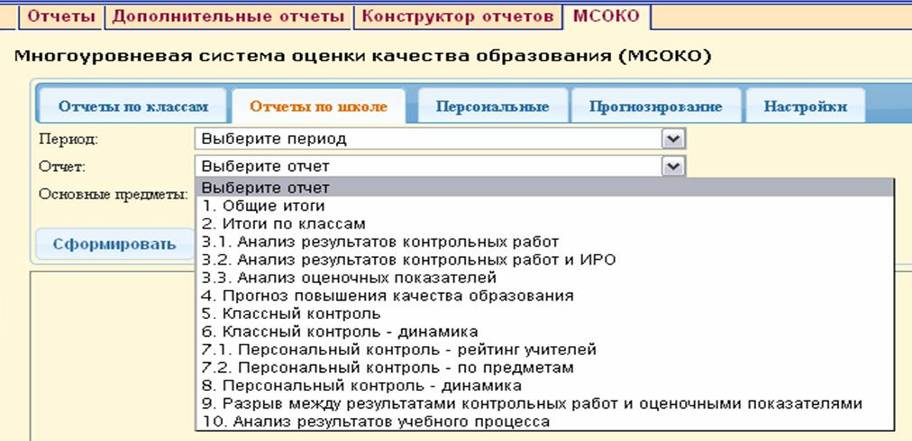 Отчеты Дополнительные отчеты Конструктор отчетов МСОКО
Многоуровневая система оценки качества образования (МСОКО)
Отчеты по классам Отчеты по школе Персональные Прогнозирование Настройки
Период: Выберите период
Отчет: Выберите отчет
Основные предметы: Выберите отчет
1. Общие итоги
2. Итоги по классам
3.1. Анализ результатов контрольных работ
Сформировать
3.2. Анализ результатов контрольных работ и ИРО
3.3. Анализ оценочных показателей
4. Прогноз повышения качества образования
5. Классный контроль
6. Классный контроль - динамика
7.1. Персональный контроль - рейтинг учителей
7.2. Персональный контроль - по предметам
8. Персональный контроль - динамика
9. Разрыв между результатами контрольных работ и оценочными показателями
10. Анализ результатов учебного процесса